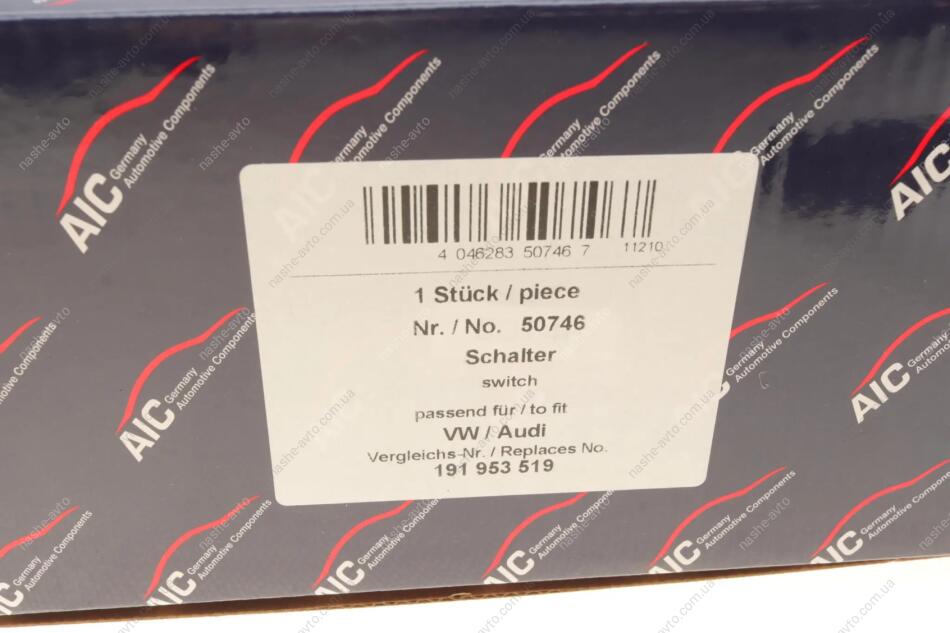 AIC Germany
Automotive Components
4 046283 50746 7 11210
1 Stück / piece
Nr. / No. 50746
Schalter
switch
passend für / to fit
VW / Audi
Vergleichs-Nr. / Replaces No.
191 953 519
nashe-avto.com.ua